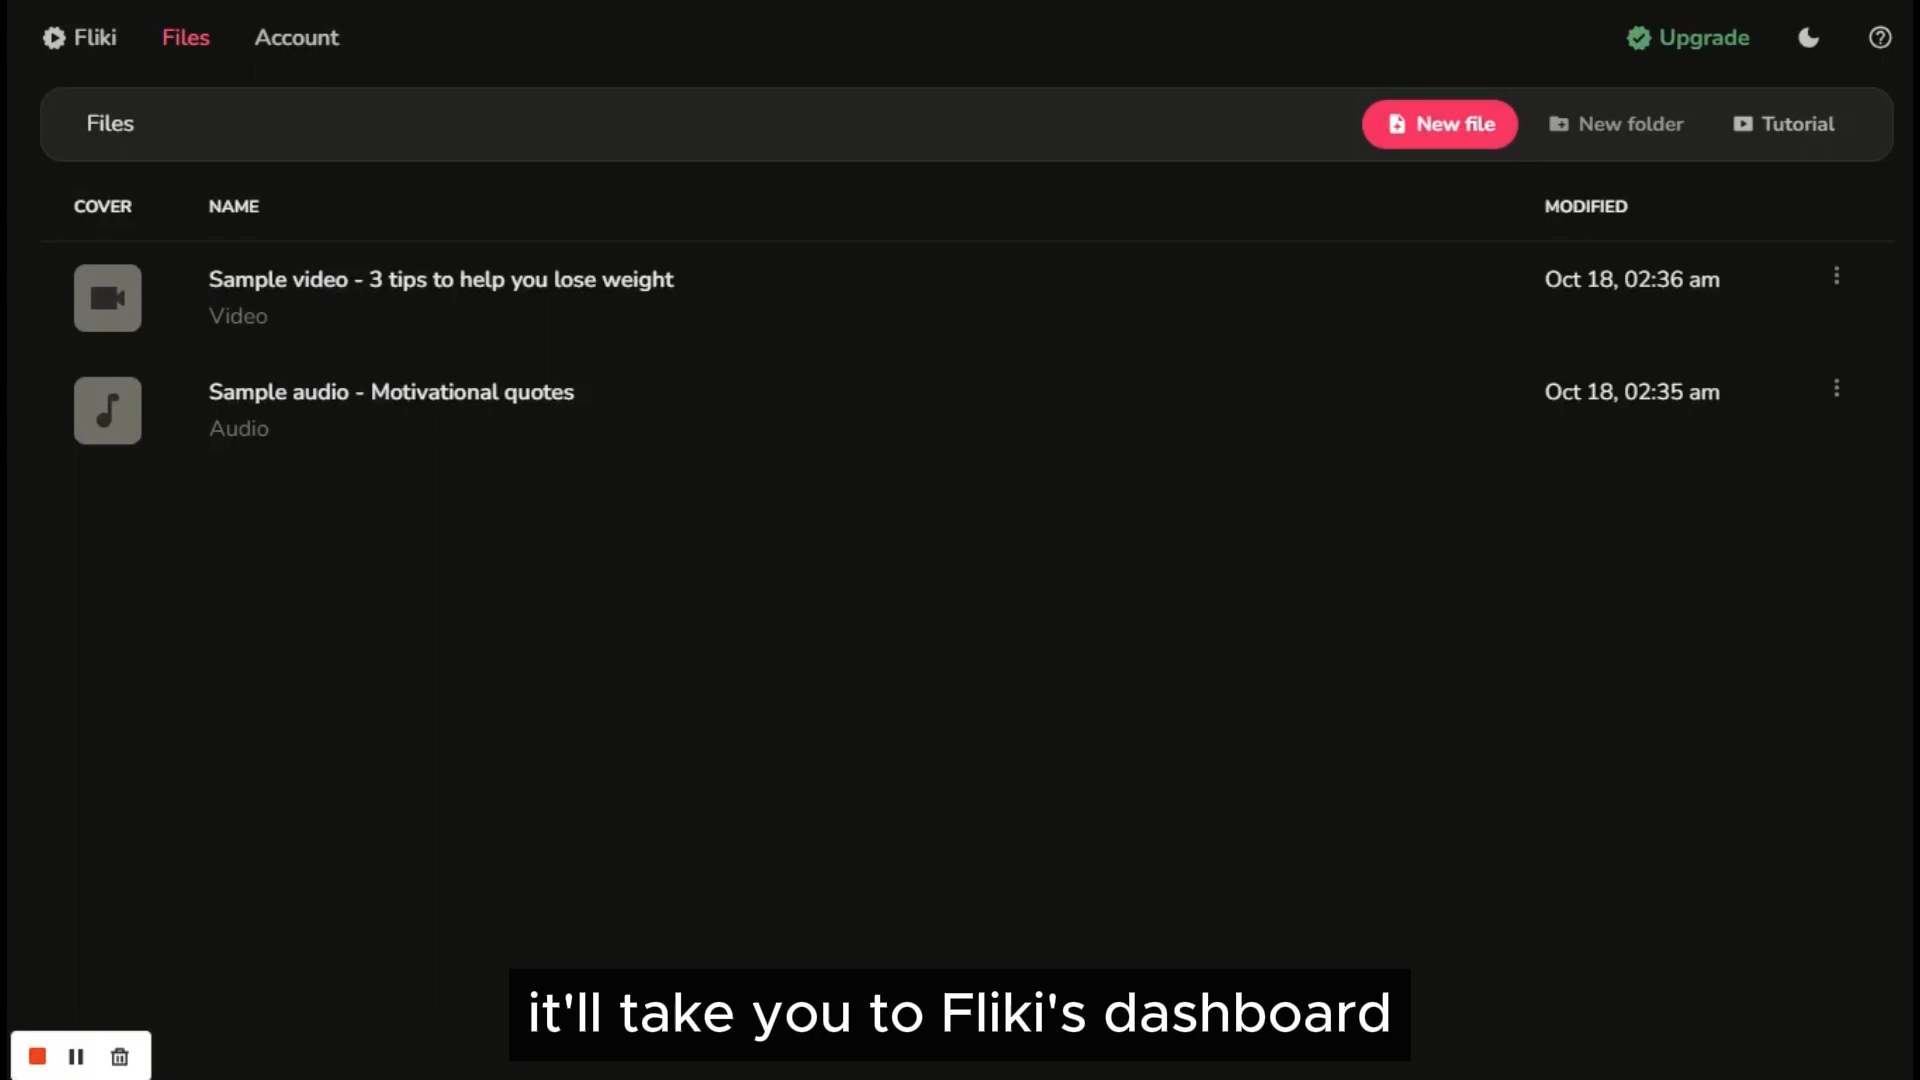 Fliki Files Account Upgrade
Files New file New folder Tutorial
COVER NAME MODIFIED
Sample video - 3 tips to help you lose weight Oct 18, 02:36 am
Video
Sample audio - Motivational quotes Oct 18, 02:35 am
Audio
it'll take you to Fliki's dashboard